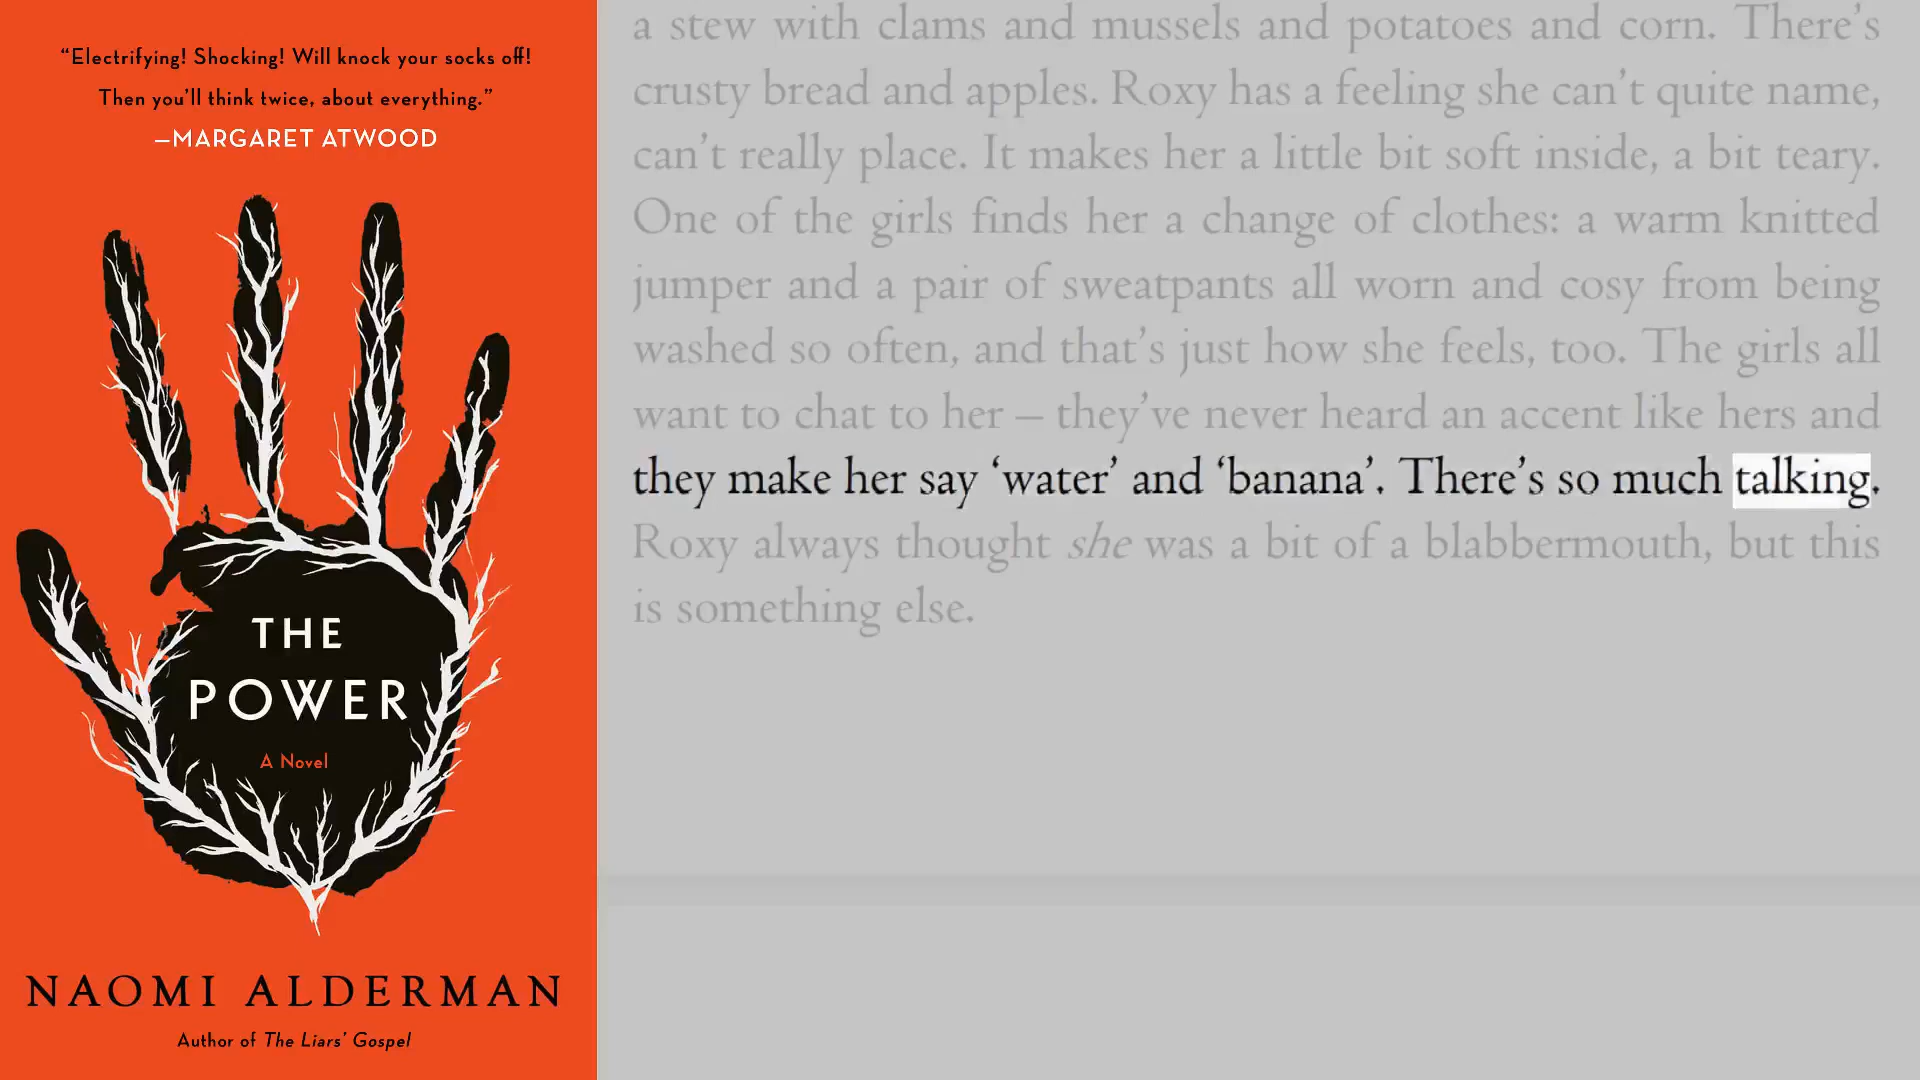 “Electrifying! Shocking! Will knock your socks off!
Then you’ll think twice, about everything.”
—MARGARET ATWOOD
THE
POWER
A Novel
NAOMI ALDERMAN
Author of The Liars’ Gospel
a stew with clams and mussels and potatoes and corn. There’s
crusty bread and apples. Roxy has a feeling she can’t quite name,
can’t really place. It makes her a little bit soft inside, a bit teary.
One of the girls finds her a change of clothes: a warm knitted
jumper and a pair of sweatpants all worn and cosy from being
washed so often, and that’s just how she feels, too. The girls all
want to chat to her – they’ve never heard an accent like hers and
they make her say ‘water’ and ‘banana’. There’s so much talking.
Roxy always thought she was a bit of a blabbermouth, but this
is something else.